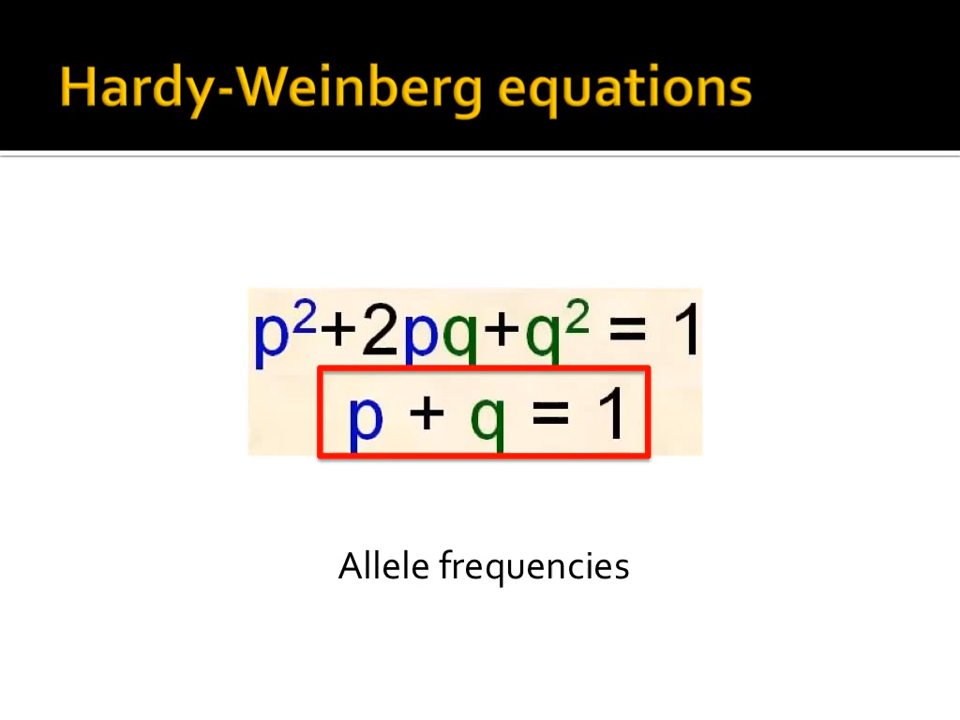 Hardy-Weinberg equations
p²+2pq+q² = 1
p + q = 1
Allele frequencies